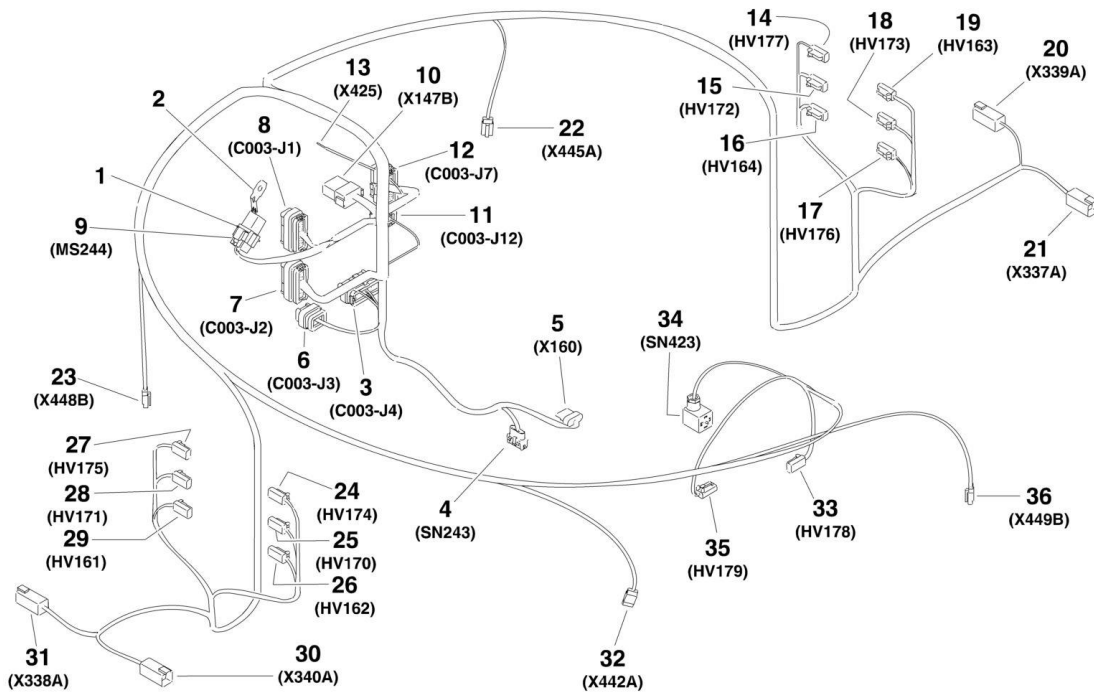 14
(HV177)
18
(HV173)
19
(HV163)
20
(X339A)
13
(X425)
10
(X147B)
2
8
(C003-J1)
15
(HV172)
22
(X445A)
12
(C003-J7)
16
(HV164)
1
9
(MS244)
11
(C003-J12)
17
(HV176)
21
(X337A)
7
(C003-J2)
34
(SN423)
5
(X160)
6
(C003-J3)
3
(C003-J4)
23
(X448B)
27
(HV175)
28
(HV171)
29
(HV161)
24
(HV174)
25
(HV170)
26
(HV162)
4
(SN243)
33
(HV178)
36
(X449B)
35
(HV179)
31
(X338A)
30
(X340A)
32
(X442A)